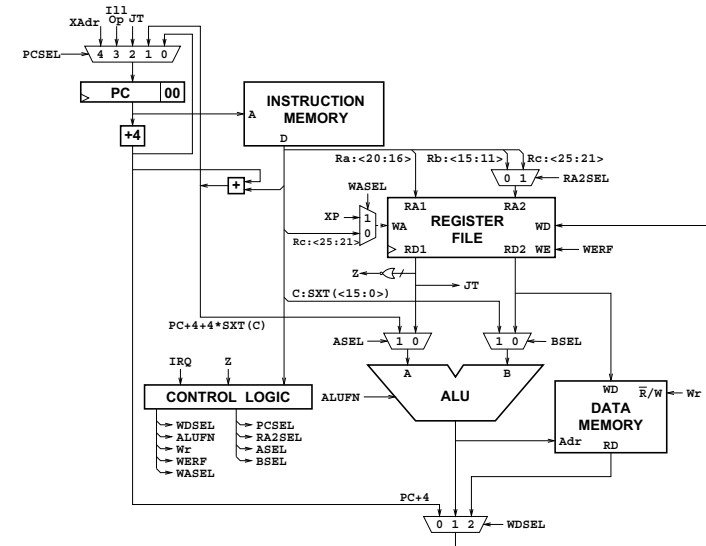 Ill
XAdr Op JT
PCSEL 4 3 2 1 0
PC 00
INSTRUCTION
MEMORY
A
D
+4
+
Ra:<20:16> Rb:<15:11> Rc:<25:21>
0 1 RA2SEL
WASEL
XP 1
0
Rc:<25:21>
RA1 RA2
WA REGISTER WD
FILE
RD1 RD2 WE WERF
Z
JT
C:SXT(<15:0>)
PC+4+4*SXT(C)
ASEL 1 0 1 0 BSEL
IRQ Z
A B
CONTROL LOGIC ALUFN ALU
WD R̅/W Wr
DATA
MEMORY
Adr
RD
WDSEL PCSEL
ALUFN RA2SEL
Wr ASEL
WERF BSEL
WASEL
PC+4
0 1 2 WDSEL